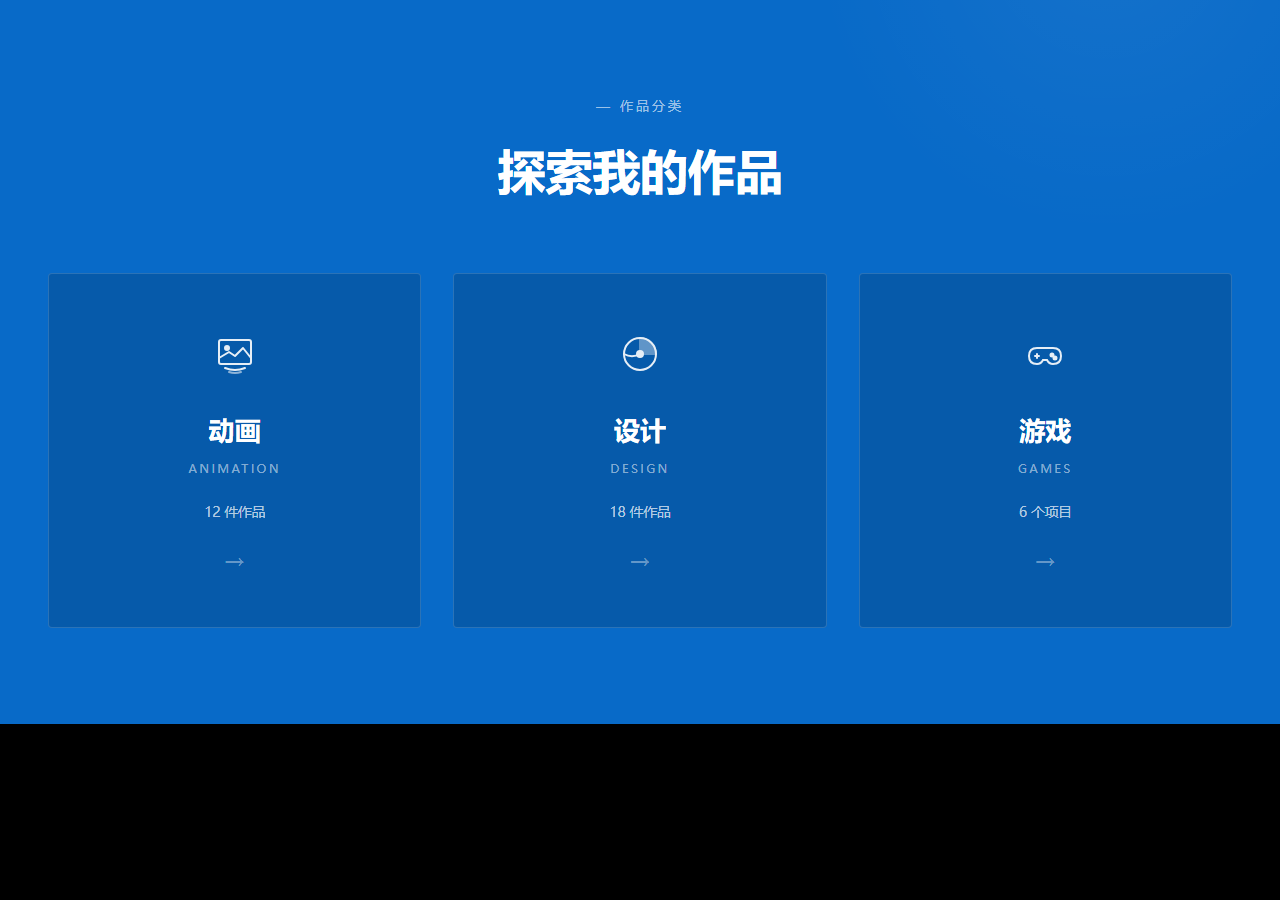 — 作品分类
探索我的作品
动画
ANIMATION
12 件作品
→
设计
DESIGN
18 件作品
→
游戏
GAMES
6 个项目
→